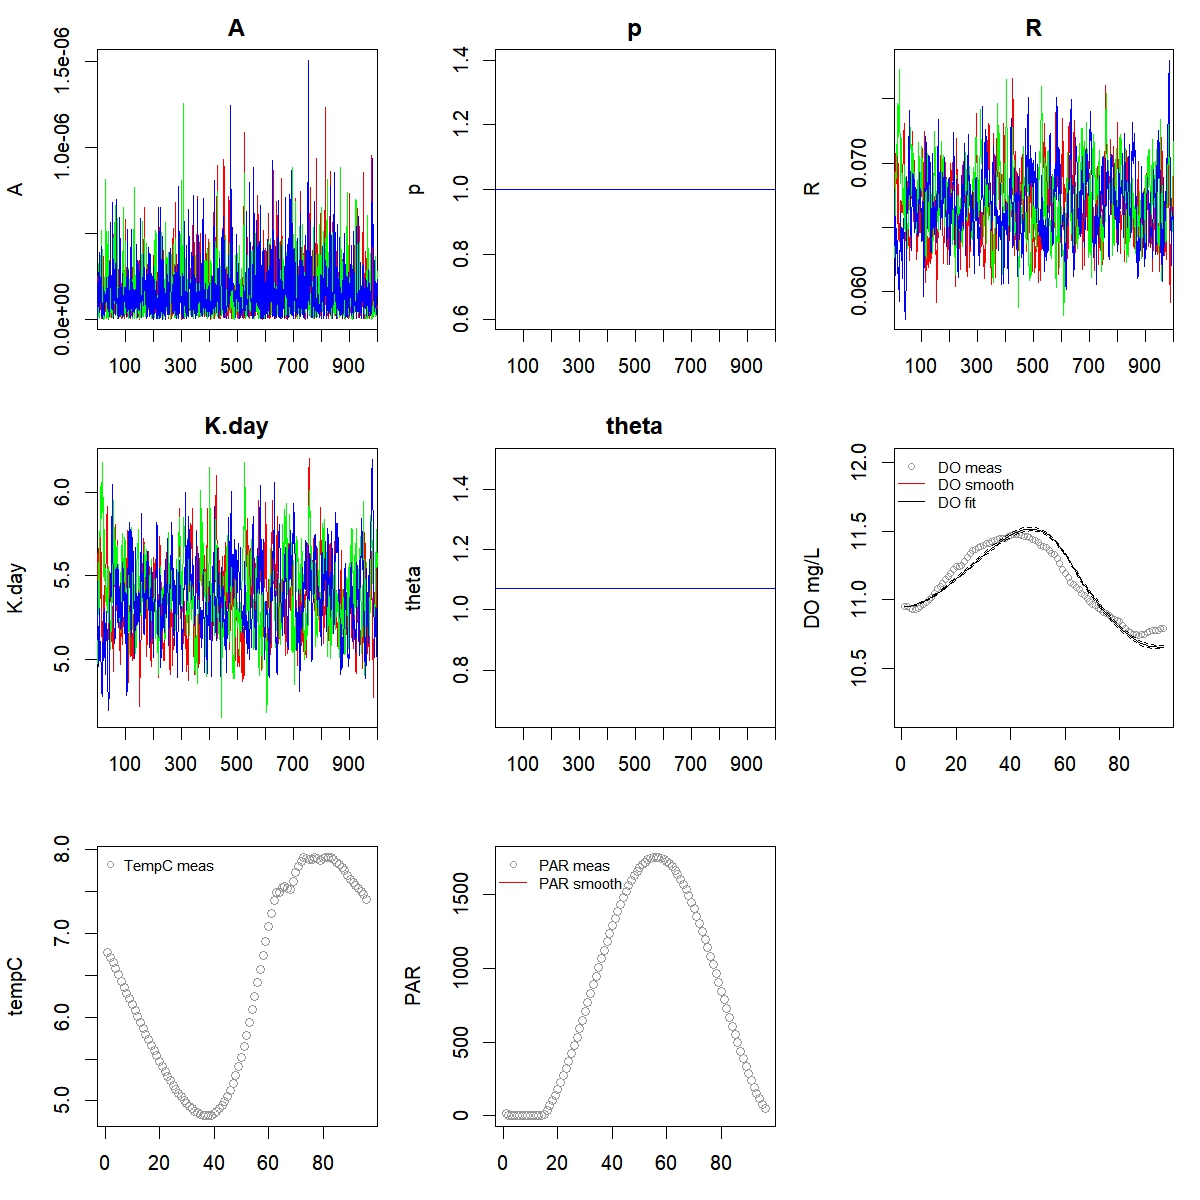 A
p
R
A
0.0e+00 1.0e-06 1.5e-06
100 300 500 700 900
p
0.6 0.8 1.0 1.2 1.4
100 300 500 700 900
R
0.060 0.070
100 300 500 700 900
K.day
theta
K.day
5.0 5.5 6.0
100 300 500 700 900
theta
0.8 1.0 1.2 1.4
100 300 500 700 900
DO mg/L
10.5 11.0 11.5 12.0
DO meas
DO smooth
DO fit
0 20 40 60 80
tempC
5.0 6.0 7.0 8.0
TempC meas
0 20 40 60 80
PAR
0 500 1000 1500
PAR meas
PAR smooth
0 20 40 60 80